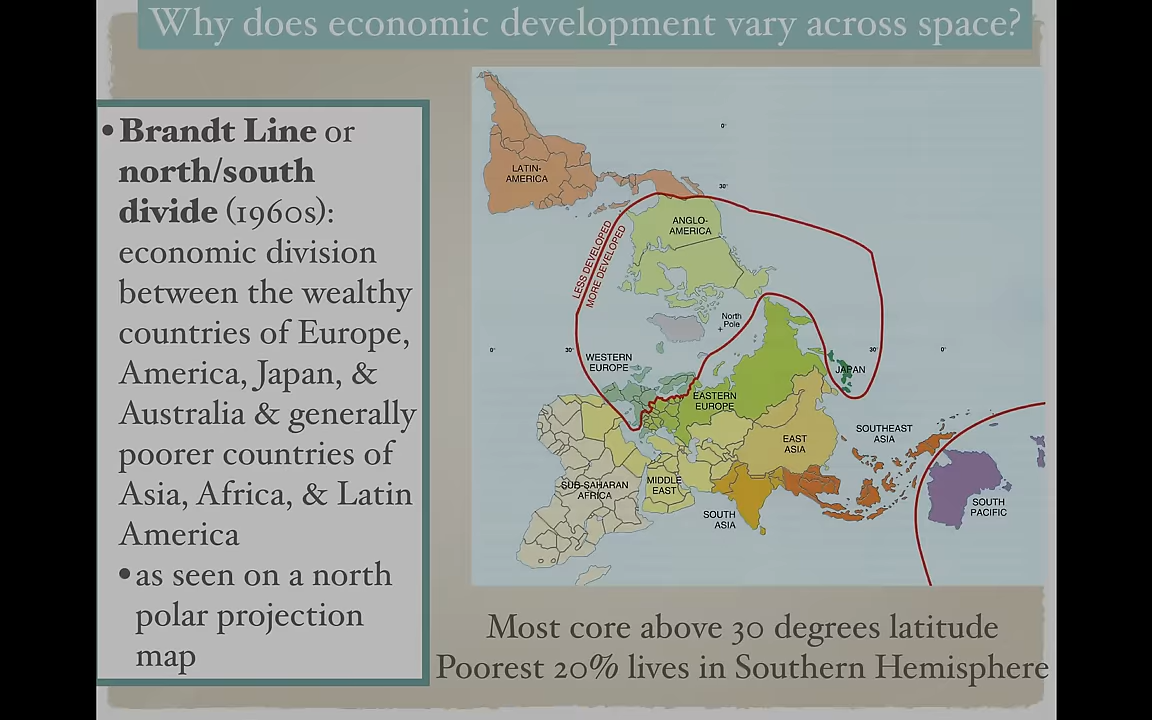 Why does economic development vary across space?
•Brandt Line or
north/south
divide (1960s):
economic division
between the wealthy
countries of Europe,
America, Japan, &
Australia & generally
poorer countries of
Asia, Africa, & Latin
America
•as seen on a north
polar projection
map
LATIN-
AMERICA
0°
30°
ANGLO-
AMERICA
LESS DEVELOPED
MORE DEVELOPED
North
Pole
0°
30°
30°
0°
WESTERN
EUROPE
JAPAN
EASTERN
EUROPE
SOUTHEAST
ASIA
EAST
ASIA
SUB-SAHARAN
AFRICA
MIDDLE
EAST
SOUTH
ASIA
SOUTH
PACIFIC
Most core above 30 degrees latitude
Poorest 20% lives in Southern Hemisphere